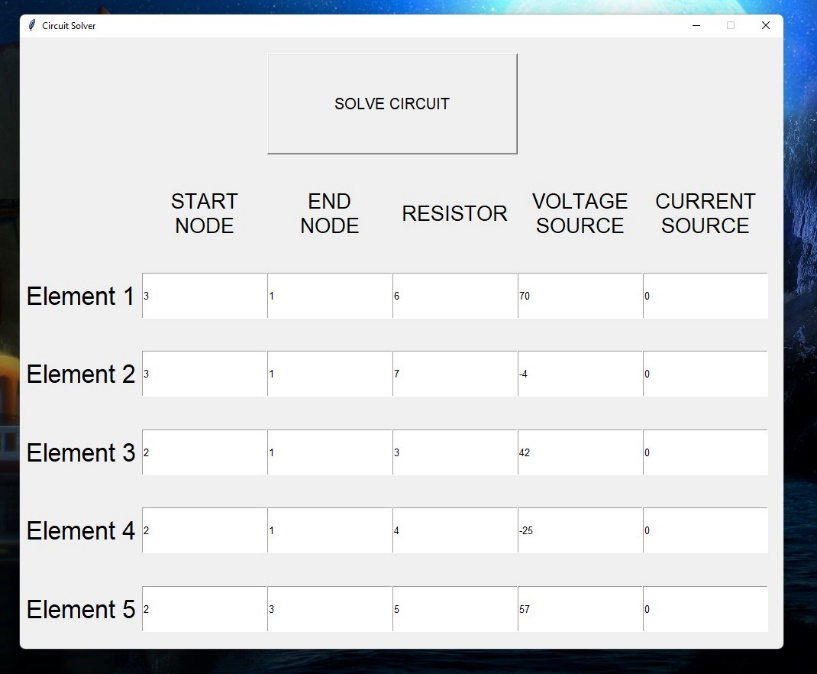 Circuit Solver
SOLVE CIRCUIT
START NODE END NODE RESISTOR VOLTAGE SOURCE CURRENT SOURCE
Element 1 3 1 6 70 0
Element 2 3 1 7 -4 0
Element 3 2 1 3 42 0
Element 4 2 1 4 -25 0
Element 5 2 3 5 57 0